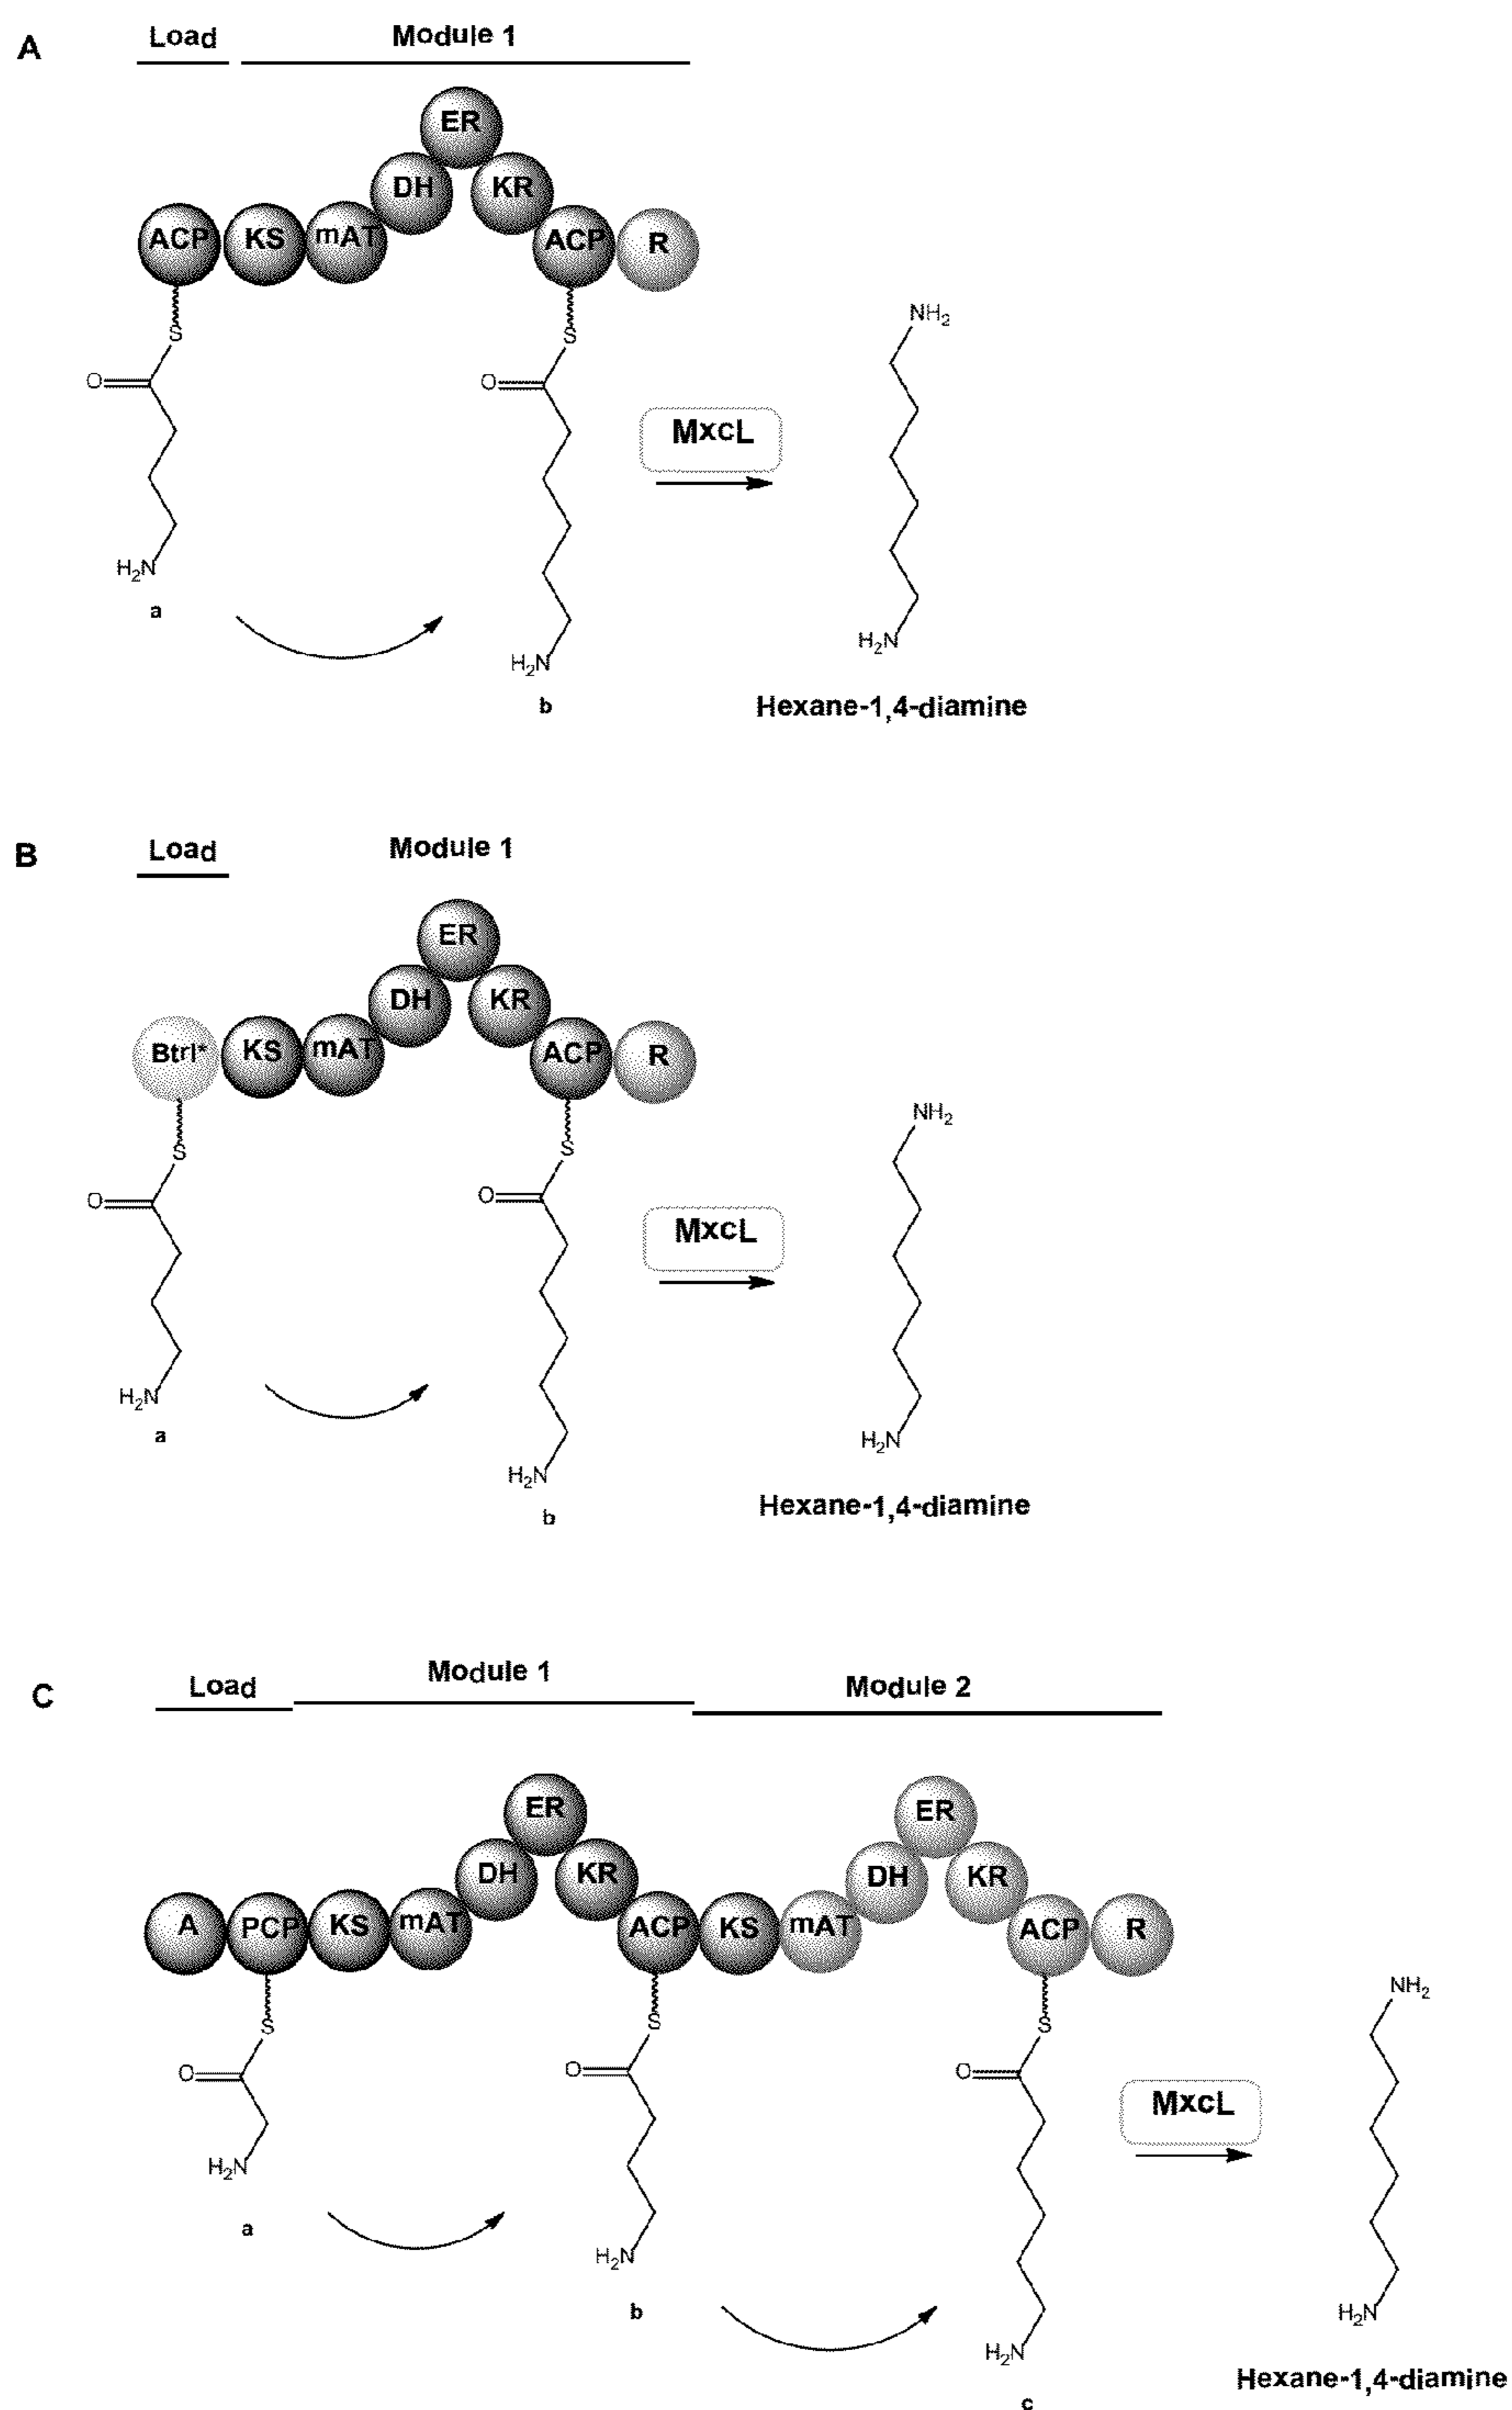 A
Load
Module 1
ER
DH
KR
ACP
KS
mAT
ACP
R
S
S
O
O
NH2
MxcL
H2N
a
H2N
b
H2N
Hexane-1,4-diamine
B
Load
Module 1
ER
DH
KR
Btrl*
KS
mAT
ACP
R
S
S
O
O
NH2
MxcL
H2N
a
H2N
b
H2N
Hexane-1,4-diamine
C
Load
Module 1
Module 2
ER
ER
DH
KR
DH
KR
A
PCP
KS
mAT
ACP
KS
mAT
ACP
R
S
S
S
O
O
O
NH2
MxcL
H2N
a
H2N
b
H2N
c
H2N
Hexane-1,4-diamine